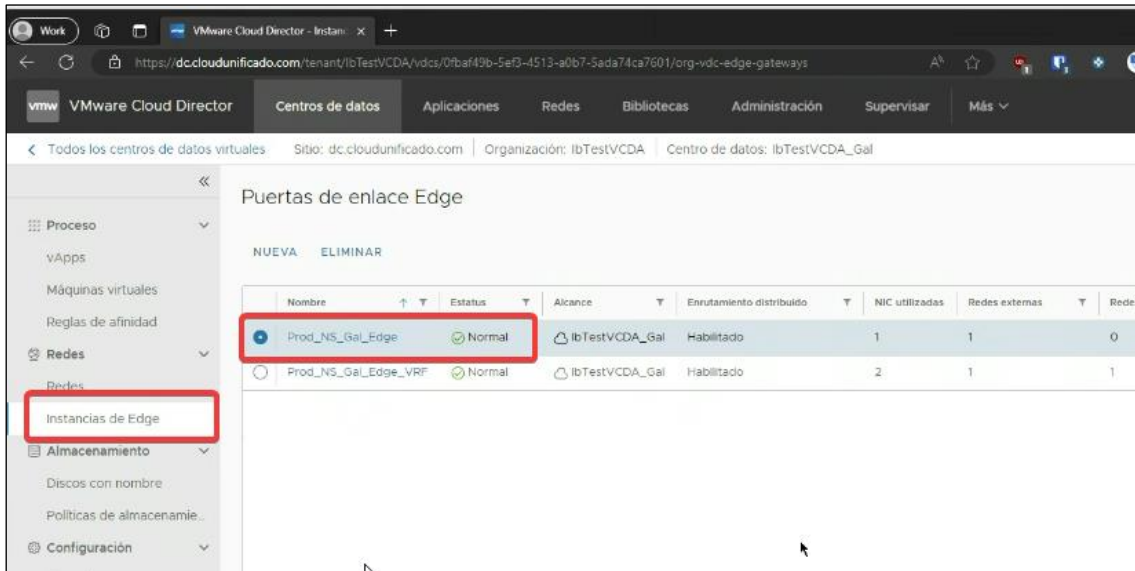 Work
VMware Cloud Director - Instanc
https://dc.cloudunificado.com/tenant/IbTestVCDA/vdcs/0fbaf49b-5ef3-4513-a0b7-5ada74ca7601/org-vdc-edge-gateways
vmw VMware Cloud Director Centros de datos Aplicaciones Redes Bibliotecas Administración Supervisar Más
Todos los centros de datos virtuales Sitio: dc.cloudunificado.com Organización: IbTestVCDA Centro de datos: IbTestVCDA_Gal
Puertas de enlace Edge
Proceso
vApps
Máquinas virtuales
Reglas de afinidad
Redes
Redes
Instancias de Edge
Almacenamiento
Discos con nombre
Políticas de almacenamie...
Configuración
NUEVA ELIMINAR
Nombre Estatus Alcance Enrutamiento distribuido NIC utilizadas Redes externas Rede
Prod_NS_Gal_Edge Normal IbTestVCDA_Gal Habilitado 1 1 0
Prod_NS_Gal_Edge_VRF Normal IbTestVCDA_Gal Habilitado 2 1 1